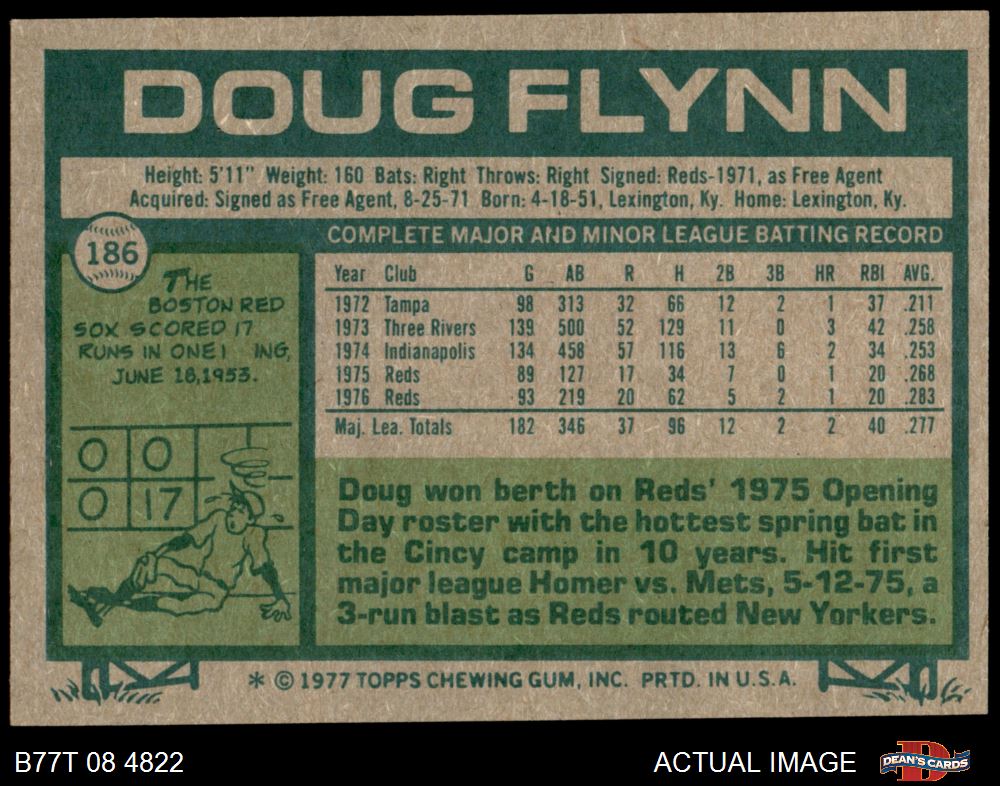 DOUG FLYNN
Height: 5'11" Weight: 160 Bats: Right Throws: Right Signed: Reds-1971, as Free Agent
Acquired: Signed as Free Agent, 8-25-71 Born: 4-18-51, Lexington, Ky. Home: Lexington, Ky.
186
THE
BOSTON RED
SOX SCORED 17
RUNS IN ONE I ING,
JUNE 18, 1953.
0 0
0 17
COMPLETE MAJOR AND MINOR LEAGUE BATTING RECORD
Year Club G AB R H 2B 3B HR RBI AVG.
1972 Tampa 98 313 32 66 12 2 1 37 .211
1973 Three Rivers 139 500 52 129 11 0 3 42 .258
1974 Indianapolis 134 458 57 116 13 6 2 34 .253
1975 Reds 89 127 17 34 7 0 1 20 .268
1976 Reds 93 219 20 62 5 2 1 20 .283
Maj. Lea. Totals 182 346 37 96 12 2 2 40 .277
Doug won berth on Reds' 1975 Opening
Day roster with the hottest spring bat in
the Cincy camp in 10 years. Hit first
major league Homer vs. Mets, 5-12-75, a
3-run blast as Reds routed New Yorkers.
* © 1977 TOPPS CHEWING GUM, INC. PRTD. IN U.S.A.
B77T 08 4822
ACTUAL IMAGE
D
DEAN'S CARDS